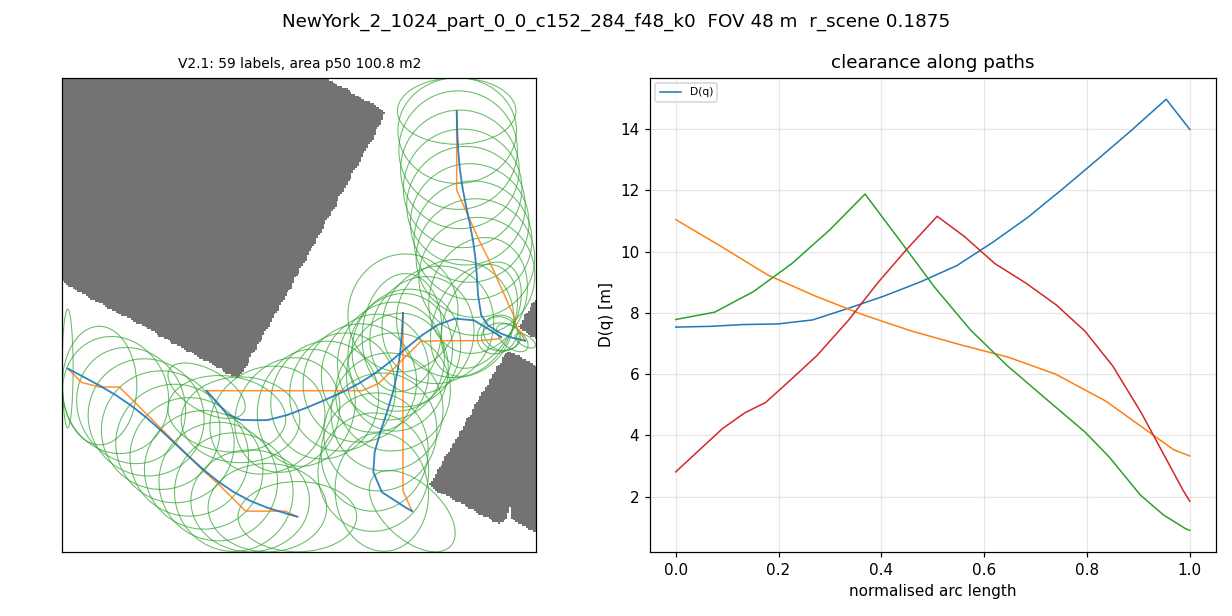 NewYork_2_1024_part_0_0_c152_284_f48_k0  FOV 48 m  r_scene 0.1875
V2.1: 59 labels, area p50 100.8 m2
clearance along paths
D(q)
14
12
10
8
6
4
2
D(q) [m]
0.0 0.2 0.4 0.6 0.8 1.0
normalised arc length